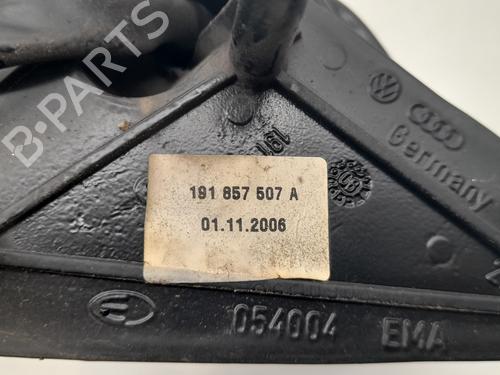 B-PARTS
Germany
191 857 507 A
01.11.2006
054004 EMA